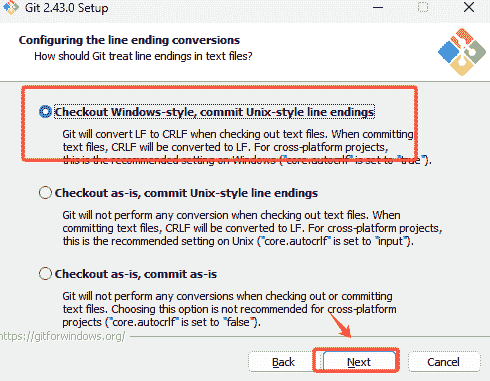 Git 2.43.0 Setup
Configuring the line ending conversions
How should Git treat line endings in text files?
Checkout Windows-style, commit Unix-style line endings
Git will convert LF to CRLF when checking out text files. When committing
text files, CRLF will be converted to LF. For cross-platform projects,
this is the recommended setting on Windows ("core.autocrlf" is set to "true").
Checkout as-is, commit Unix-style line endings
Git will not perform any conversion when checking out text files. When
committing text files, CRLF will be converted to LF. For cross-platform projects,
this is the recommended setting on Unix ("core.autocrlf" is set to "input").
Checkout as-is, commit as-is
Git will not perform any conversions when checking out or committing
text files. Choosing this option is not recommended for cross-platform
projects ("core.autocrlf" is set to "false").
https://gitforwindows.org/
Back
Next
Cancel